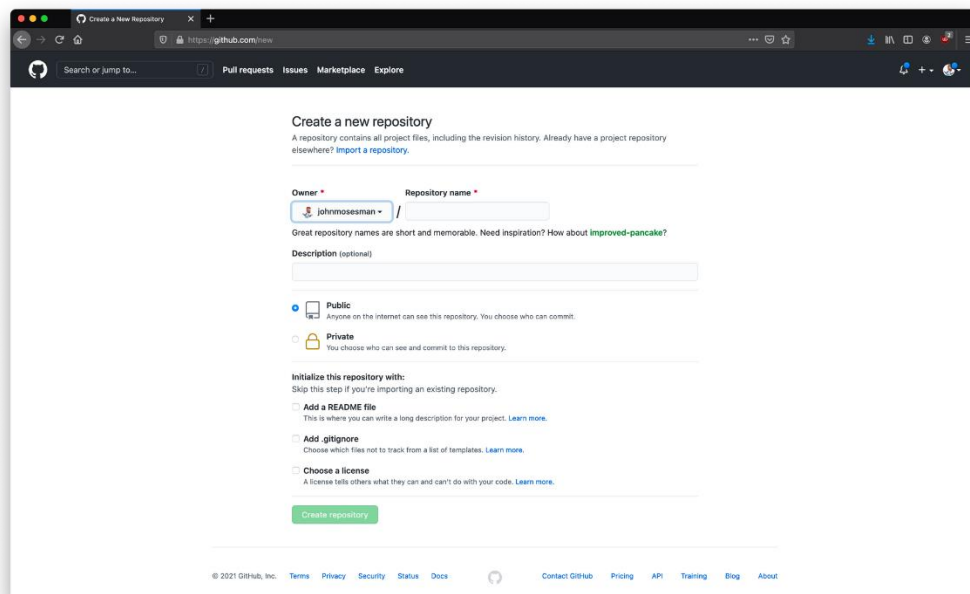 Create a New Repository
https://github.com/new
Search or jump to... / Pull requests Issues Marketplace Explore
Create a new repository
A repository contains all project files, including the revision history. Already have a project repository
elsewhere? Import a repository.
Owner * Repository name *
johnmosesman /
Great repository names are short and memorable. Need inspiration? How about improved-pancake?
Description (optional)
Public
Anyone on the internet can see this repository. You choose who can commit.
Private
You choose who can see and commit to this repository.
Initialize this repository with:
Skip this step if you're importing an existing repository.
Add a README file
This is where you can write a long description for your project. Learn more.
Add .gitignore
Choose which files not to track from a list of templates. Learn more.
Choose a license
A license tells others what they can and can't do with your code. Learn more.
Create repository
© 2021 GitHub, Inc. Terms Privacy Security Status Docs Contact GitHub Pricing API Training Blog About